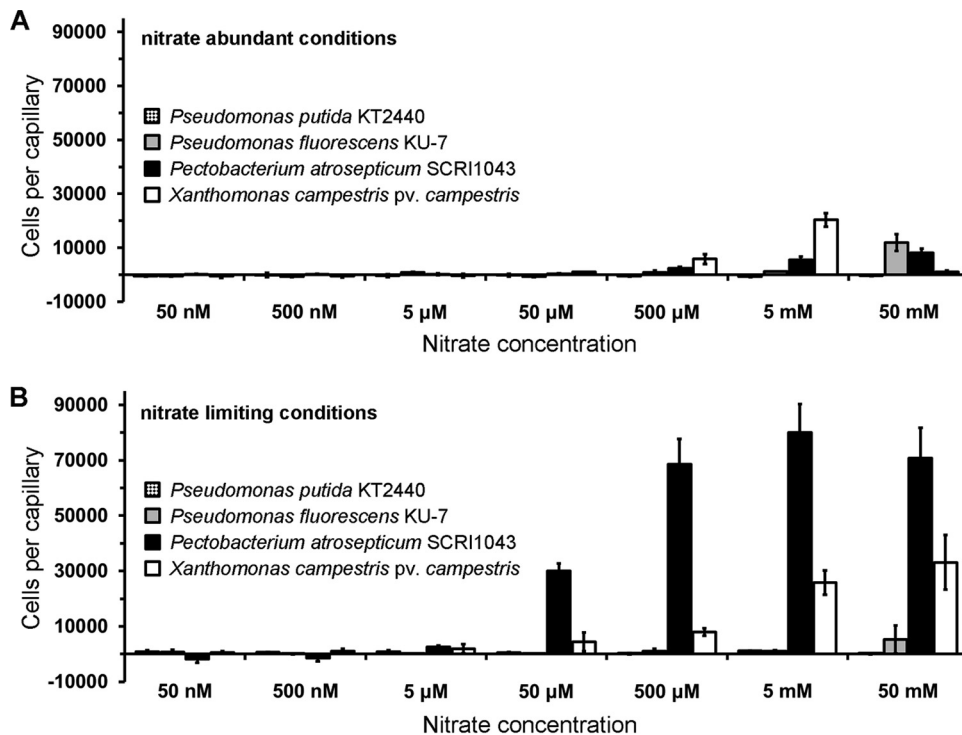 A
nitrate abundant conditions
90000
70000
50000
30000
10000
-10000
Cells per capillary
Pseudomonas putida KT2440
Pseudomonas fluorescens KU-7
Pectobacterium atrosepticum SCRI1043
Xanthomonas campestris pv. campestris
50 nM 500 nM 5 µM 50 µM 500 µM 5 mM 50 mM
Nitrate concentration
B
nitrate limiting conditions
90000
70000
50000
30000
10000
-10000
Cells per capillary
Pseudomonas putida KT2440
Pseudomonas fluorescens KU-7
Pectobacterium atrosepticum SCRI1043
Xanthomonas campestris pv. campestris
50 nM 500 nM 5 µM 50 µM 500 µM 5 mM 50 mM
Nitrate concentration